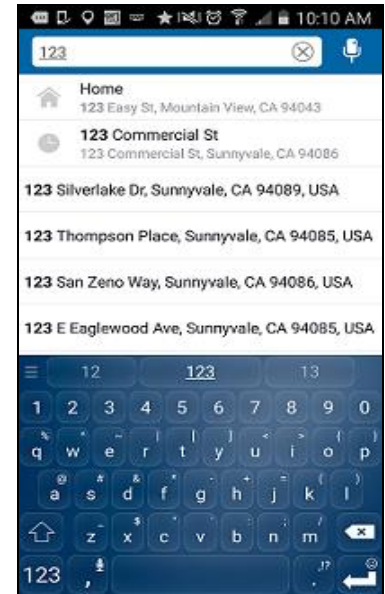 10:10 AM
123
Home
123 Easy St, Mountain View, CA 94043
123 Commercial St
123 Commercial St, Sunnyvale, CA 94086
123 Silverlake Dr, Sunnyvale, CA 94089, USA
123 Thompson Place, Sunnyvale, CA 94085, USA
123 San Zeno Way, Sunnyvale, CA 94086, USA
123 E Eaglewood Ave, Sunnyvale, CA 94085, USA
12 123 13
1 2 3 4 5 6 7 8 9 0
q w e r t y u i o p
a s d f g h j k l
z x c v b n m
123 , .